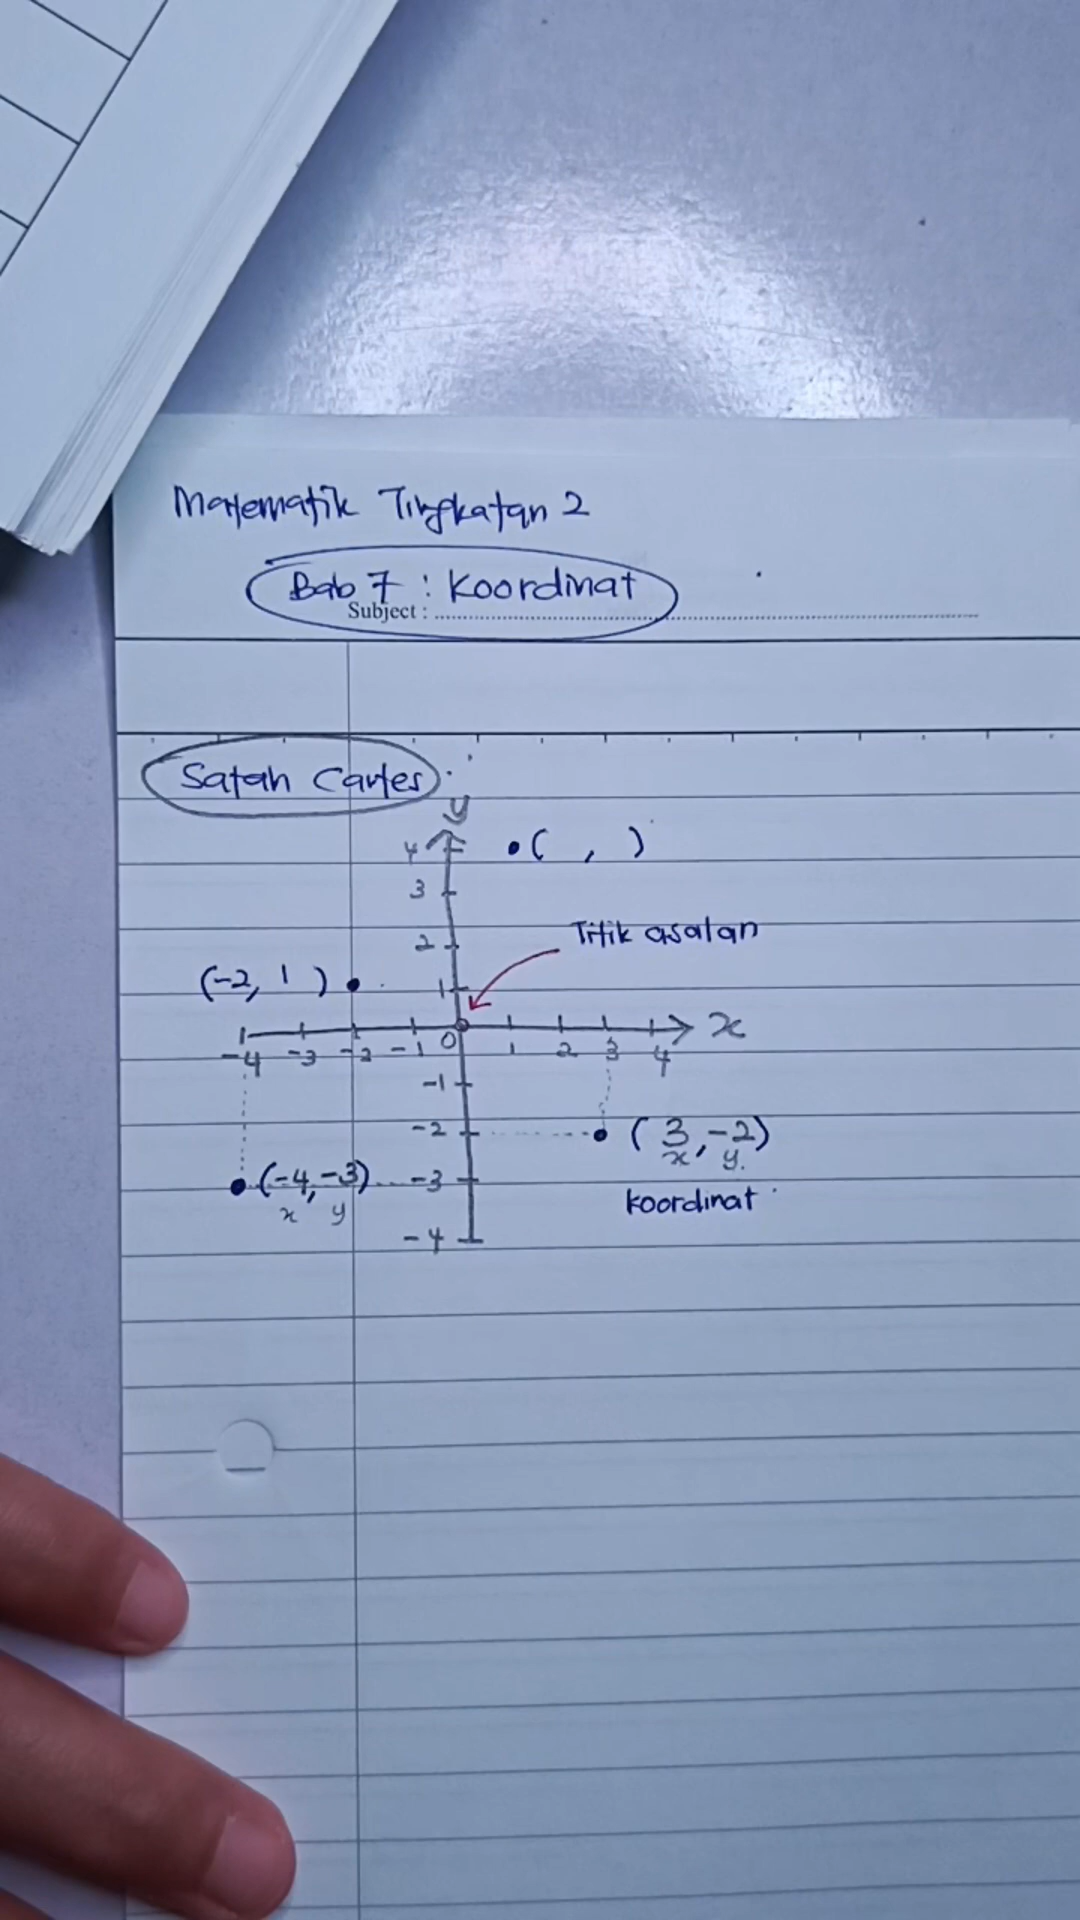 Matematik Tingkatan 2
Bab 7 : Koordinat
Subject :
Satah Cartes
y
4
•( , )
3
Titik asalan
2
(-2, 1 )
1
x
-4 -3 -2 -1 0 1 2 3 4
-1
-2
(3, -2)
x y.
(-4, -3)
-3
x y
koordinat
-4